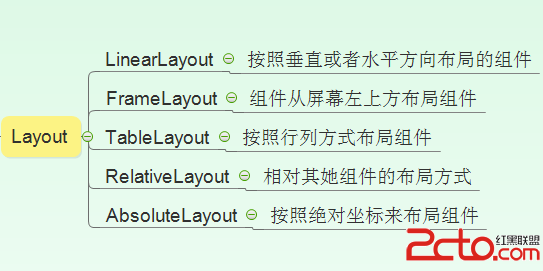 LinearLayout 按照垂直或者水平方向布局的组件
FrameLayout 组件从屏幕左上方布局组件
Layout
TableLayout 按照行列方式布局组件
RelativeLayout 相对其她组件的布局方式
AbsoluteLayout 按照绝对坐标来布局组件
2cto.com
红黑联盟